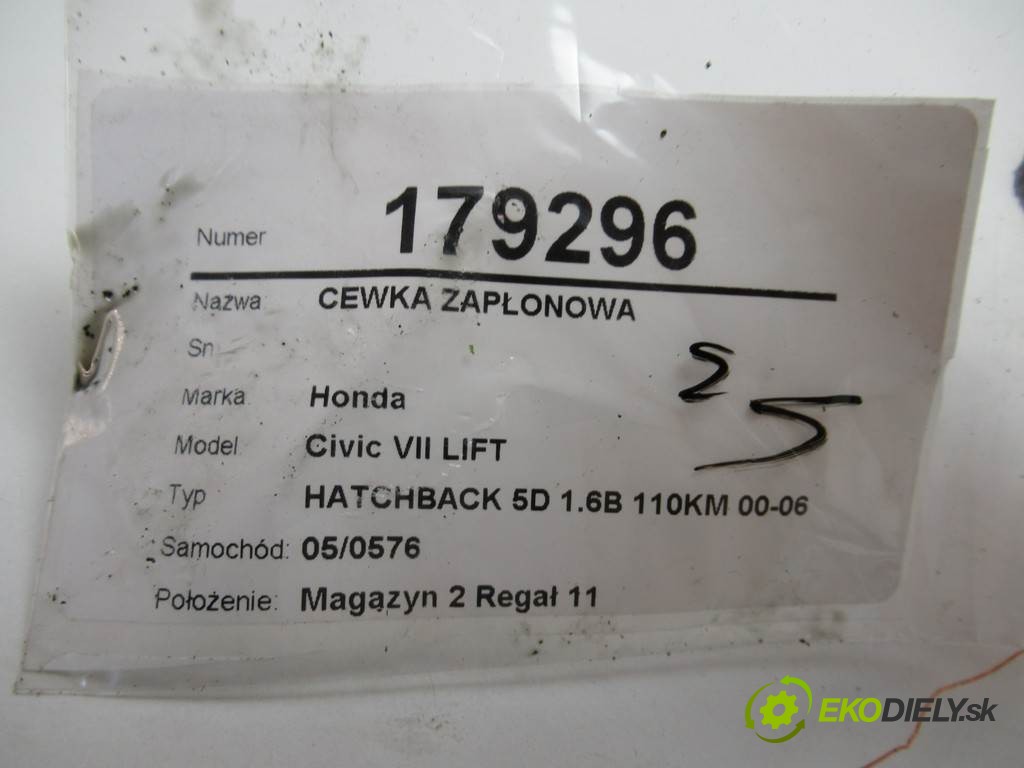 Numer 179296
Nazwa CEWKA ZAPŁONOWA
Sn
Marka Honda
Model Civic VII LIFT
Typ HATCHBACK 5D 1.6B 110KM 00-06
Samochód: 05/0576
Położenie: Magazyn 2 Regał 11
EKODIELY.sk